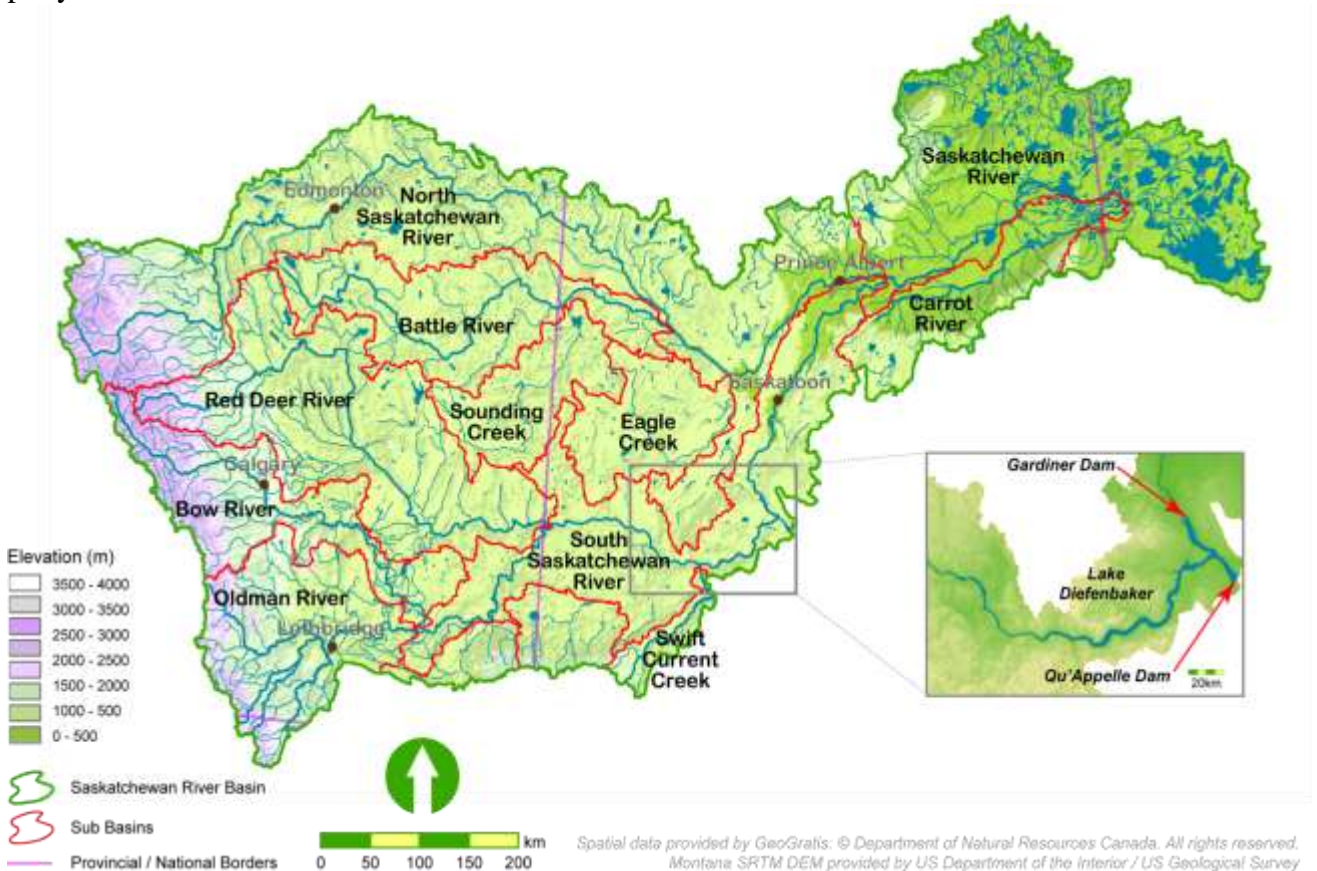 Saskatchewan
River
Edmonton
North
Saskatchewan
River
Prince Albert
Carrot
River
Battle River
Saskatoon
Red Deer River
Sounding
Creek
Eagle
Creek
Calgary
Bow River
Gardiner Dam
South
Saskatchewan
River
Lake
Diefenbaker
Oldman River
Lethbridge
Swift
Current
Creek
Qu'Appelle Dam
20km
Elevation (m)
3500 - 4000
3000 - 3500
2500 - 3000
2000 - 2500
1500 - 2000
1000 - 500
0 - 500
Saskatchewan River Basin
Sub Basins
Provincial / National Borders
km
0 50 100 150 200
Spatial data provided by GeoGratis: © Department of Natural Resources Canada. All rights reserved.
Montana SRTM DEM provided by US Department of the Interior / US Geological Survey